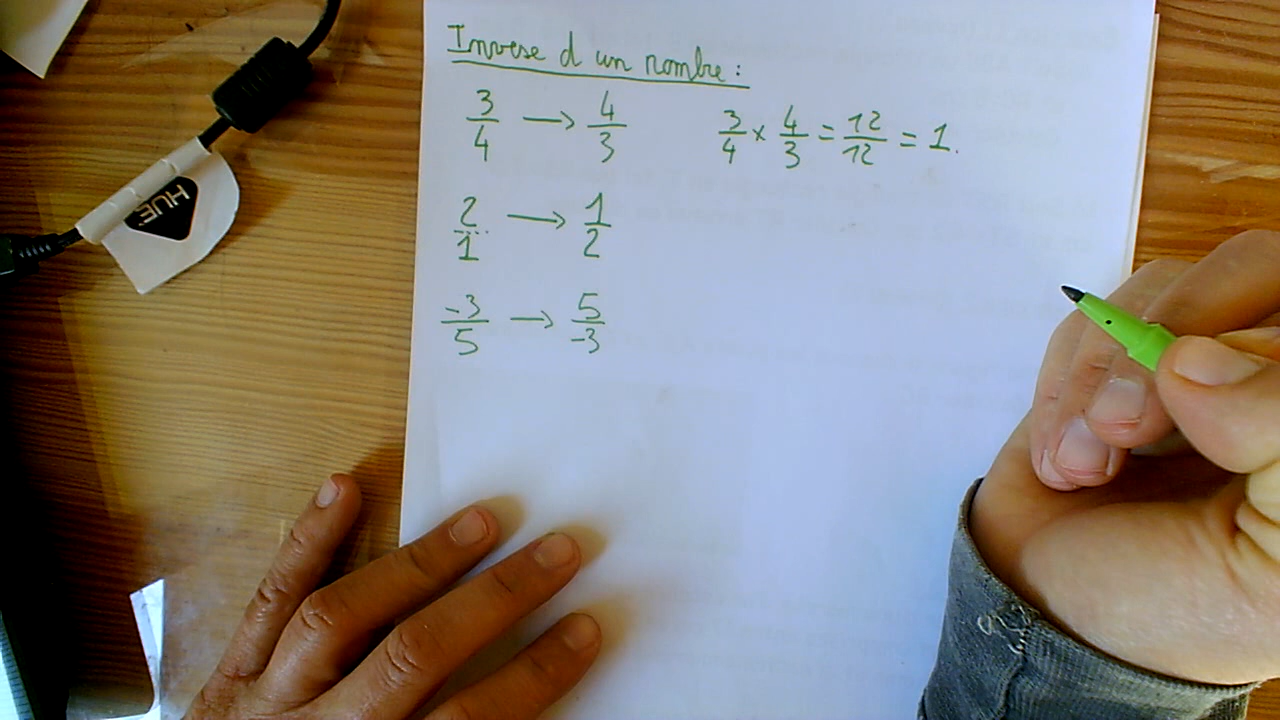 Invese d un nombre :
3/4 → 4/3    3/4 × 4/3 = 12/12 = 1.
2/1 → 1/2
-3/5 → 5/-3
HUE